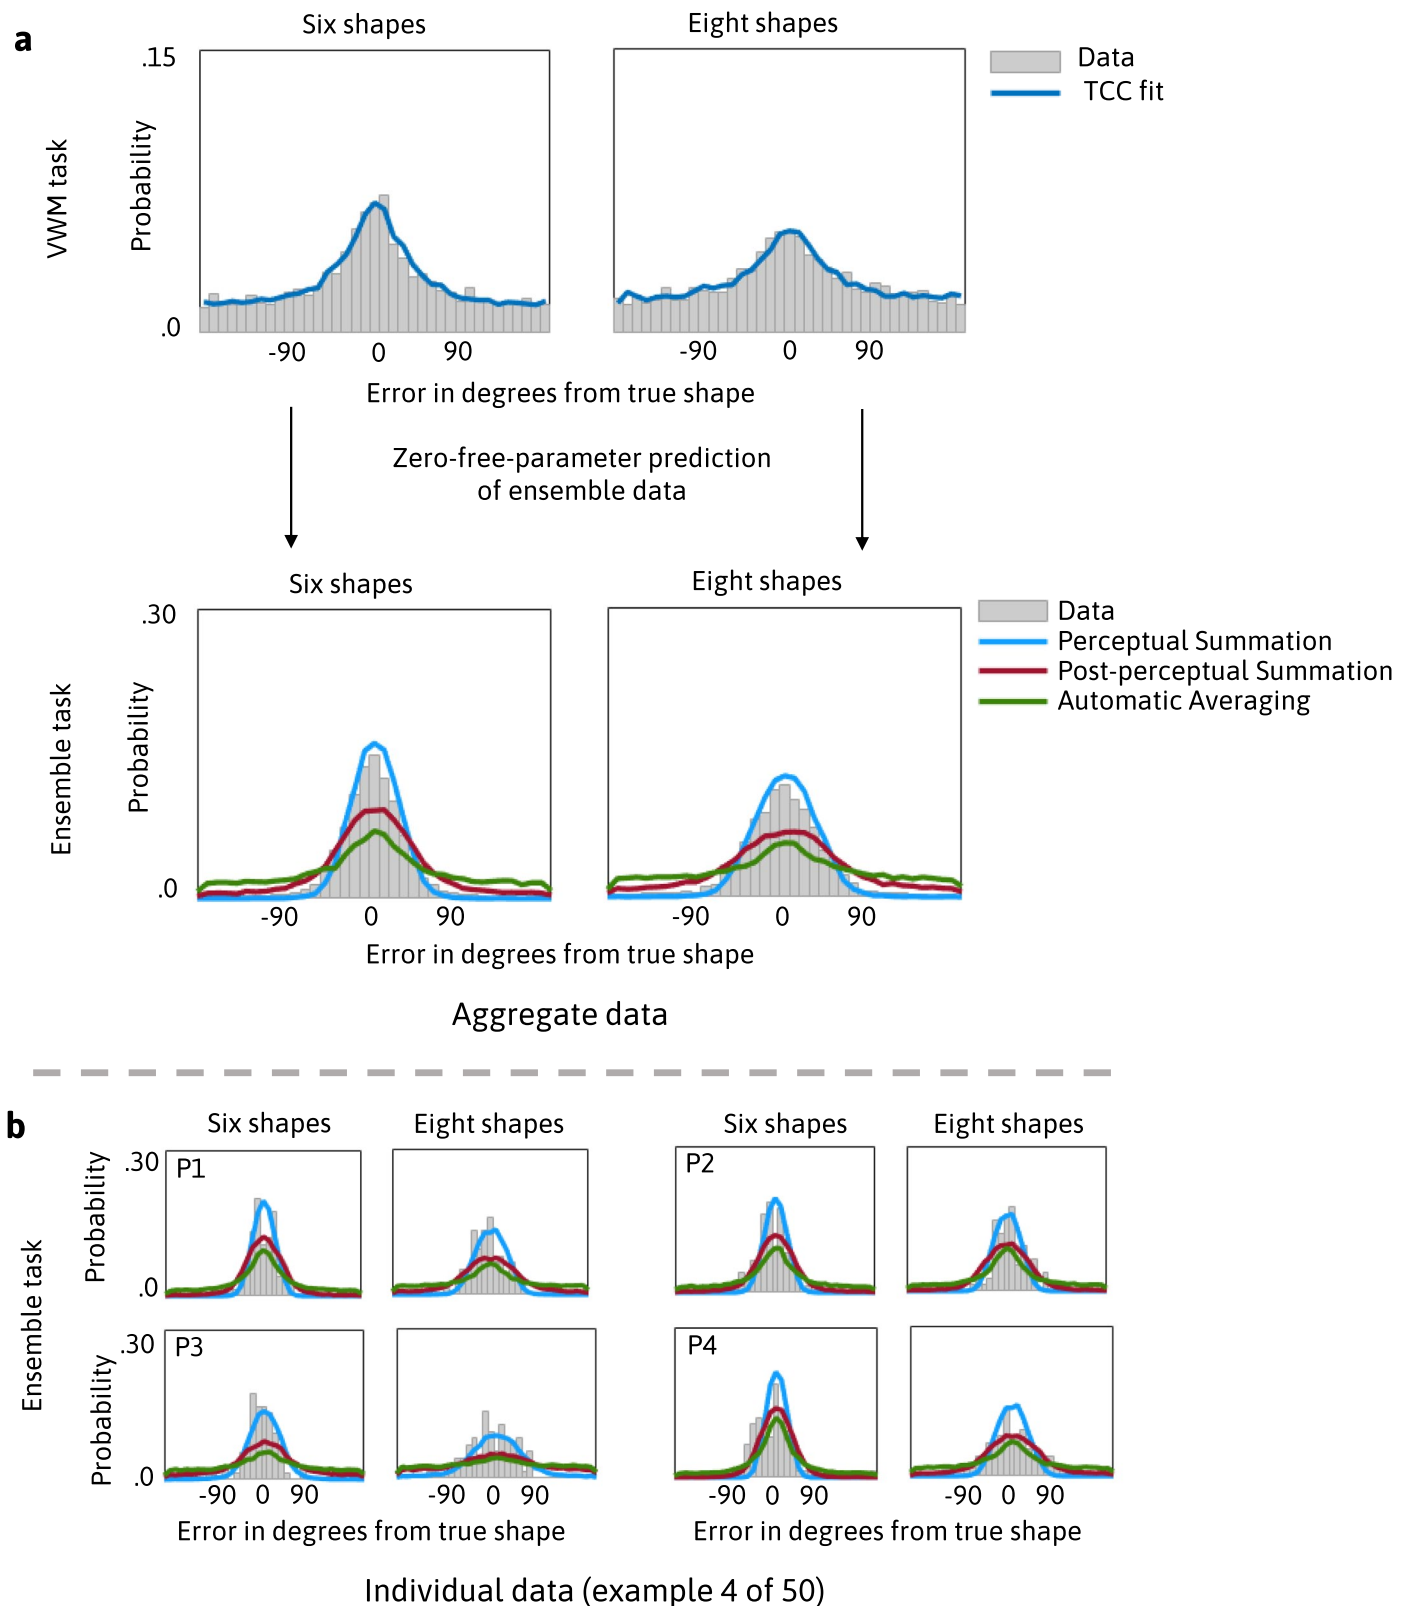 a
Six shapes
Eight shapes
.15
Data
TCC fit
VWM task
Probability
.0
-90 0 90
-90 0 90
Error in degrees from true shape
Zero-free-parameter prediction
of ensemble data
Six shapes
Eight shapes
.30
Data
Perceptual Summation
Post-perceptual Summation
Automatic Averaging
Ensemble task
Probability
.0
-90 0 90
-90 0 90
Error in degrees from true shape
Aggregate data
b
Six shapes
Eight shapes
Six shapes
Eight shapes
Ensemble task
Probability
.30
P1
P2
.0
Probability
.30
P3
P4
.0
-90 0 90
-90 0 90
-90 0 90
-90 0 90
Error in degrees from true shape
Error in degrees from true shape
Individual data (example 4 of 50)